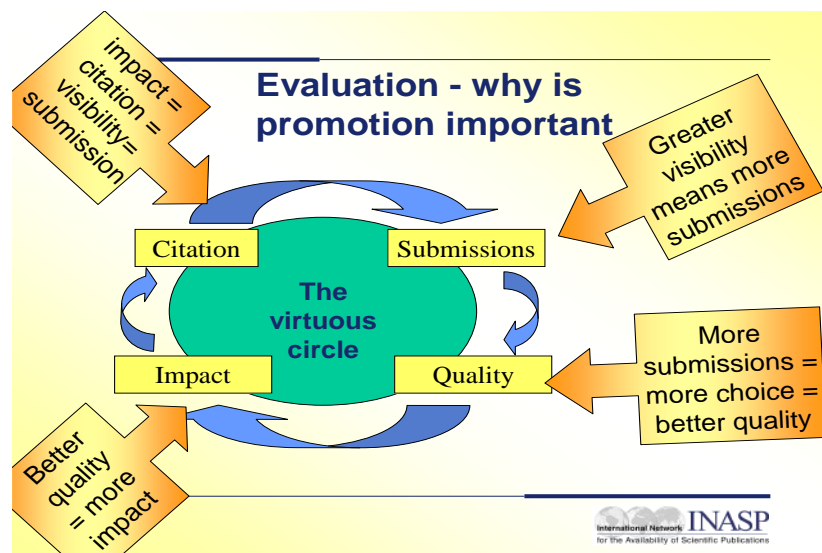 Evaluation - why is
promotion important
impact =
citation =
visibility=
submission
Greater
visibility
means more
submissions
Citation
Submissions
The
virtuous
circle
Impact
Quality
More
submissions =
more choice =
better quality
Better
quality
= more
impact
International Network INASP
for the Availability of Scientific Publications